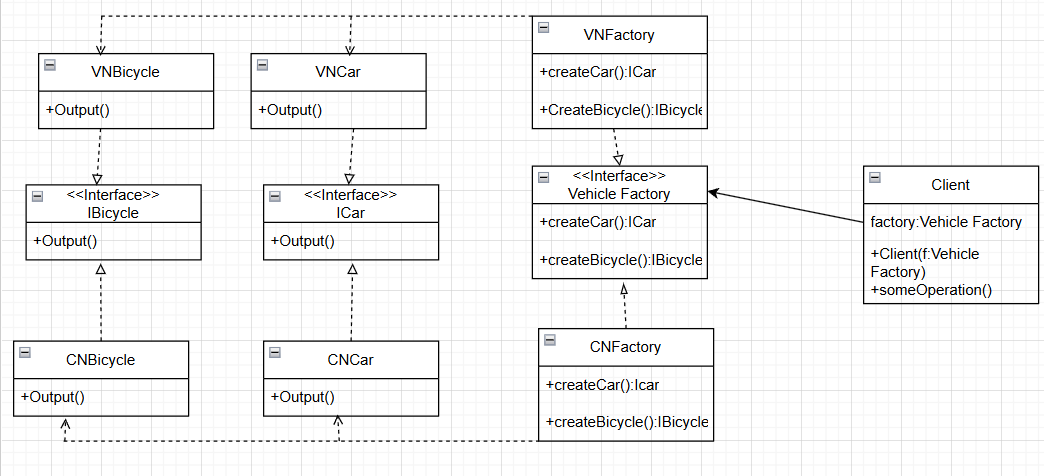 VNFactory
+createCar():ICar
+CreateBicycle():IBicycle
VNBicycle
+Output()
VNCar
+Output()
<<Interface>>
IBicycle
+Output()
<<Interface>>
ICar
+Output()
<<Interface>>
Vehicle Factory
+createCar():ICar
+createBicycle():IBicycle
Client
factory:Vehicle Factory
+Client(f:Vehicle
Factory)
+someOperation()
CNBicycle
+Output()
CNCar
+Output()
CNFactory
+createCar():Icar
+createBicycle():IBicycle